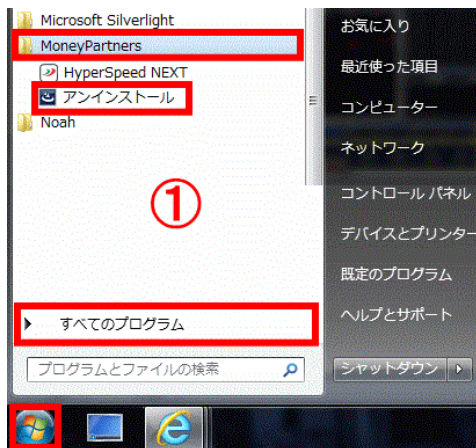 Microsoft Silverlight
MoneyPartners
HyperSpeed NEXT
アンインストール
Noah
①
すべてのプログラム
プログラムとファイルの検索
お気に入り
最近使った項目
コンピューター
ネットワーク
コントロール パネル
デバイスとプリンター
既定のプログラム
ヘルプとサポート
シャットダウン